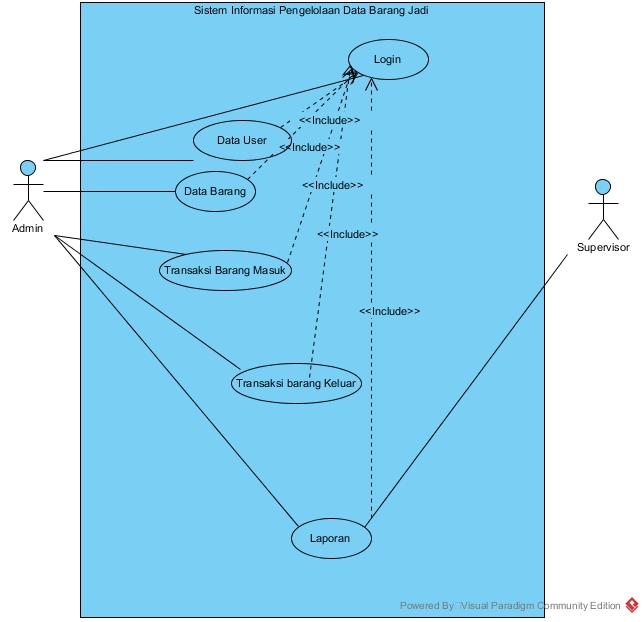 Sistem Informasi Pengelolaan Data Barang Jadi
Login
<<Include>>
Data User
<<Include>>
Data Barang
<<Include>>
Admin
<<Include>>
Supervisor
Transaksi Barang Masuk
<<Include>>
Transaksi barang Keluar
Laporan
Powered By Visual Paradigm Community Edition